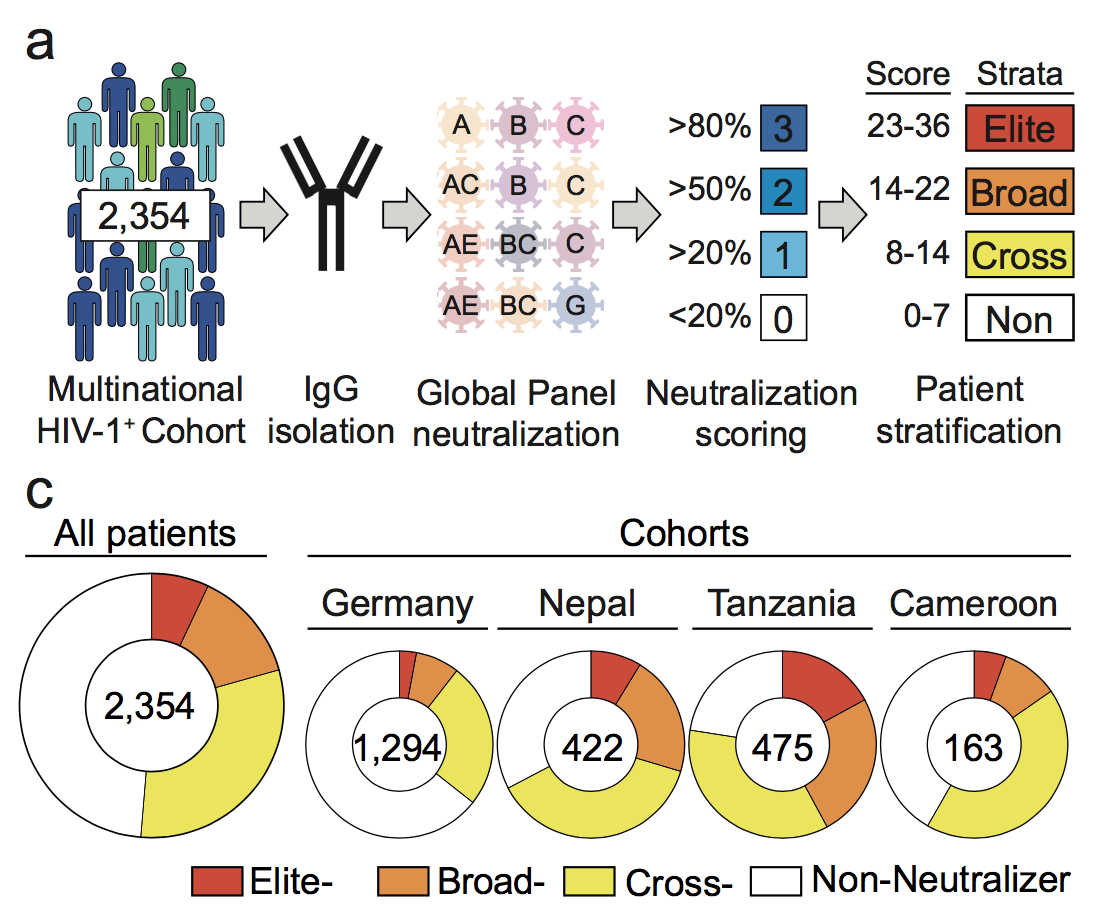 a
2,354
Multinational
HIV-1+ Cohort
IgG
isolation
A B C
AC B C
AE BC C
AE BC G
Global Panel
neutralization
>80% 3
>50% 2
>20% 1
<20% 0
Neutralization
scoring
Score Strata
23-36 Elite
14-22 Broad
8-14 Cross
0-7 Non
Patient
stratification
c
All patients
2,354
Cohorts
Germany Nepal Tanzania Cameroon
1,294 422 475 163
Elite- Broad- Cross- Non-Neutralizer